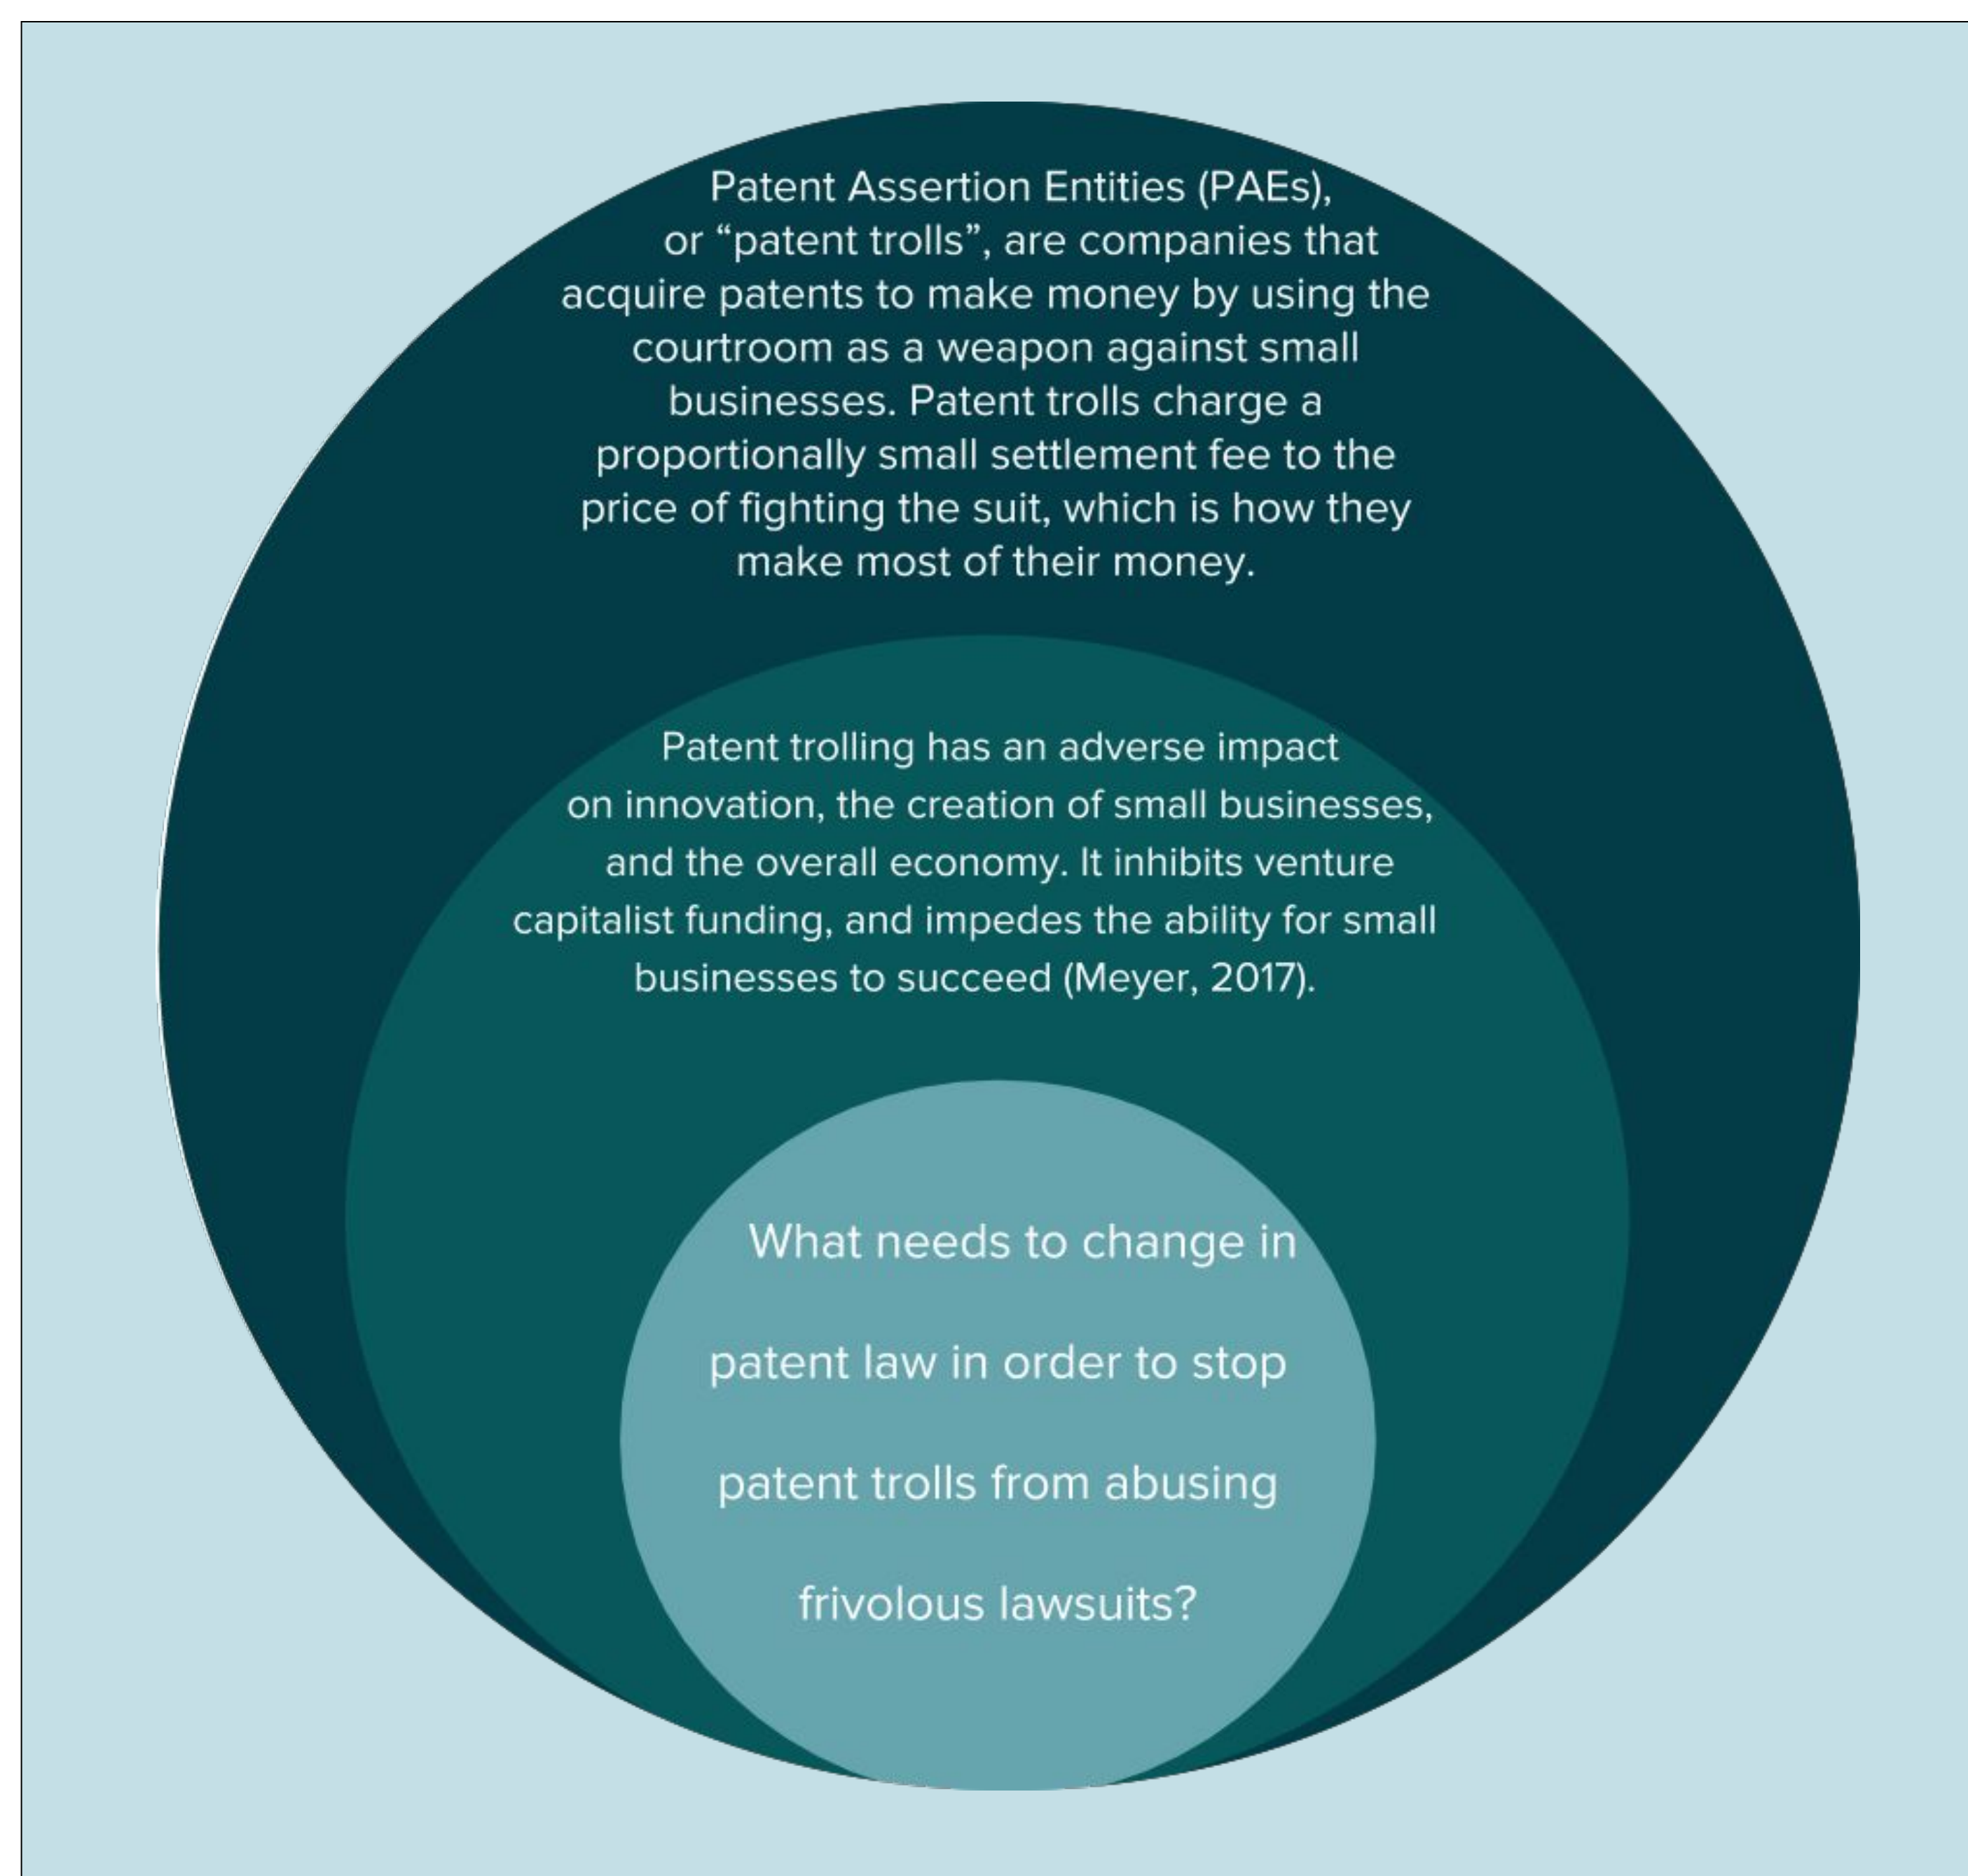 Patent Assertion Entities (PAEs),
or “patent trolls”, are companies that
acquire patents to make money by using the
courtroom as a weapon against small
businesses. Patent trolls charge a
proportionally small settlement fee to the
price of fighting the suit, which is how they
make most of their money.
Patent trolling has an adverse impact
on innovation, the creation of small businesses,
and the overall economy. It inhibits venture
capitalist funding, and impedes the ability for small
businesses to succeed (Meyer, 2017).
What needs to change in
patent law in order to stop
patent trolls from abusing
frivolous lawsuits?